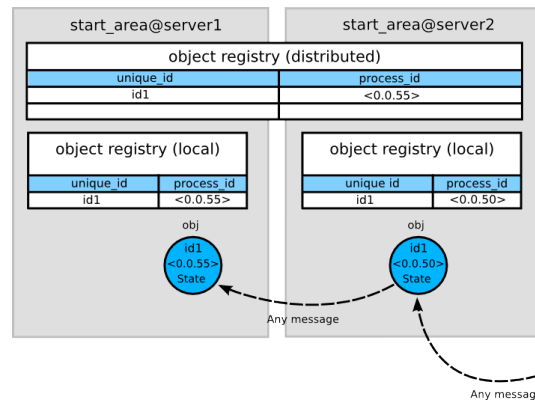 start_area@server1
start_area@server2
object registry (distributed)
unique_id process_id
id1 <0.0.55>
object registry (local)
unique_id process_id
id1 <0.0.55>
object registry (local)
unique id process_id
id1 <0.0.50>
obj
id1
<0.0.55>
State
obj
id1
<0.0.50>
State
Any message
Any messag